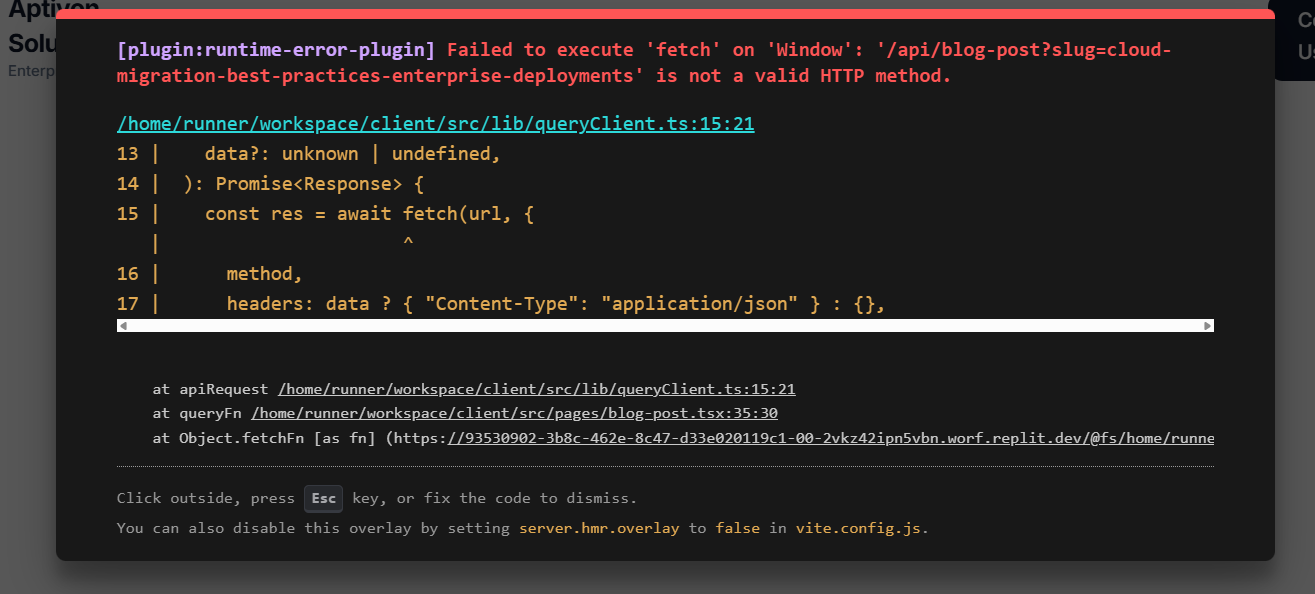 Aptiven
Solu
Enterp
Co
Us
[plugin:runtime-error-plugin] Failed to execute 'fetch' on 'Window': '/api/blog-post?slug=cloud-
migration-best-practices-enterprise-deployments' is not a valid HTTP method.
/home/runner/workspace/client/src/lib/queryClient.ts:15:21
13 |    data?: unknown | undefined,
14 |  ): Promise<Response> {
15 |    const res = await fetch(url, {
   |                      ^
16 |      method,
17 |      headers: data ? { "Content-Type": "application/json" } : {},
at apiRequest /home/runner/workspace/client/src/lib/queryClient.ts:15:21
at queryFn /home/runner/workspace/client/src/pages/blog-post.tsx:35:30
at Object.fetchFn [as fn] (https://93530902-3b8c-462e-8c47-d33e020119c1-00-2vkz42ipn5vbn.worf.replit.dev/@fs/home/runne
Click outside, press Esc key, or fix the code to dismiss.
You can also disable this overlay by setting server.hmr.overlay to false in vite.config.js.